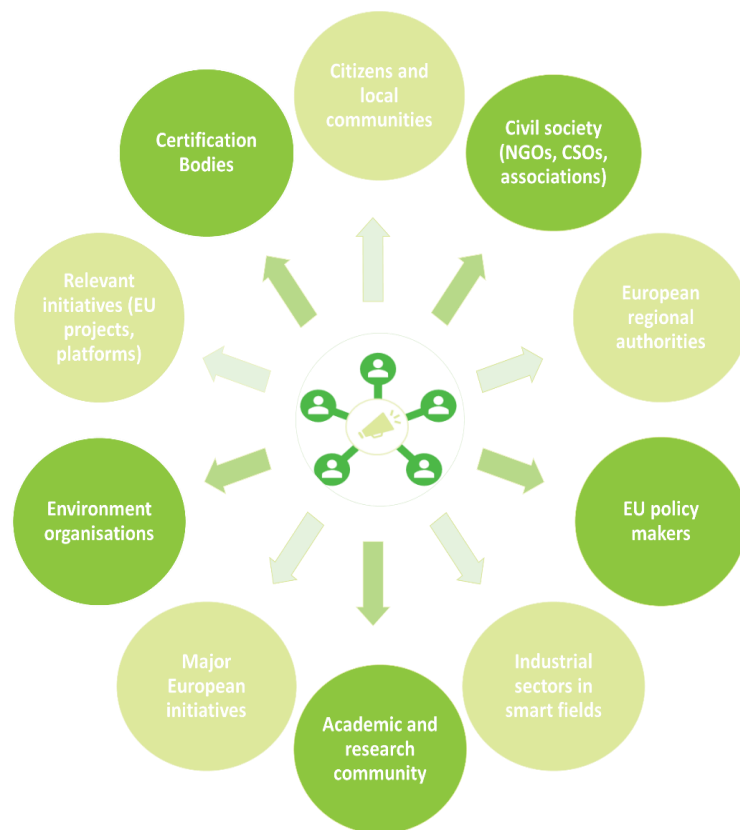 Citizens and
local
communities
Civil society
(NGOs, CSOs,
associations)
European
regional
authorities
EU policy
makers
Industrial
sectors in
smart fields
Academic and
research
community
Major
European
initiatives
Environment
organisations
Relevant
initiatives (EU
projects,
platforms)
Certification
Bodies